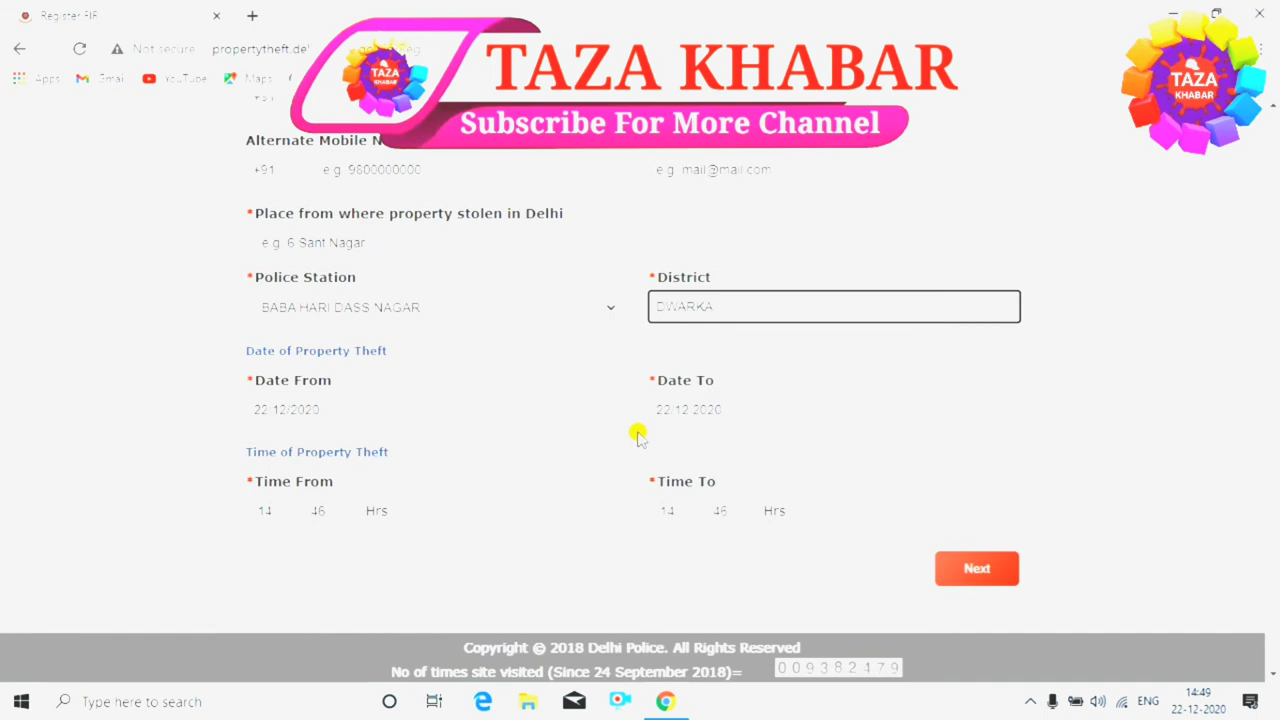 Register FIR
Not secure propertytheft.del
Apps Gmail YouTube Maps
TAZA KHABAR
TAZA KHABAR
Subscribe For More Channel
TAZA KHABAR
+91
Alternate Mobile N
+91 e.g. 9800000000 e.g. mail@mail.com
*Place from where property stolen in Delhi
e.g. 6 Sant Nagar
*Police Station *District
BABA HARI DASS NAGAR DWARKA
Date of Property Theft
*Date From *Date To
22/12/2020 22/12/2020
Time of Property Theft
*Time From *Time To
14 46 Hrs 14 46 Hrs
Next
Copyright @ 2018 Delhi Police. All Rights Reserved
No of times site visited (Since 24 September 2018)= 009382479
Type here to search ENG 14:49
22-12-2020